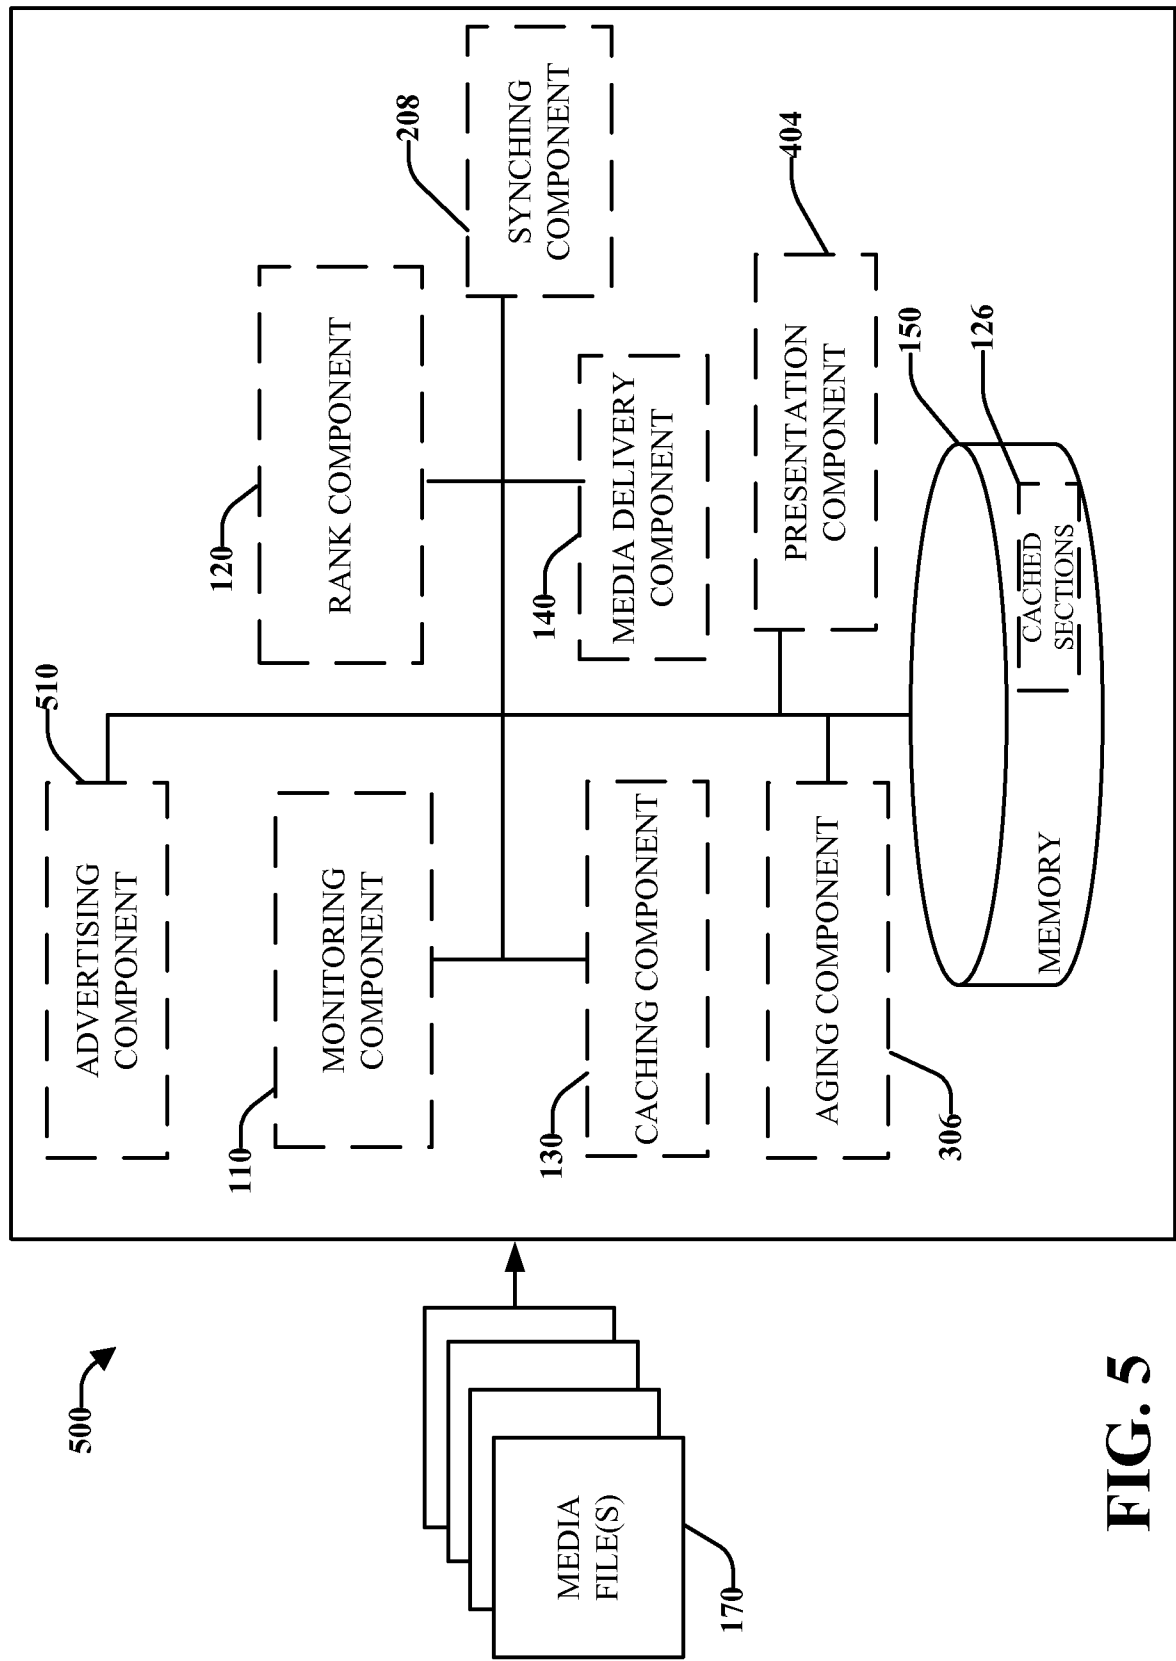 500
MEDIA
FILE(S)
170
510
ADVERTISING
COMPONENT
120
RANK COMPONENT
110
MONITORING
COMPONENT
208
SYNCHING
COMPONENT
130
CACHING COMPONENT
140
MEDIA DELIVERY
COMPONENT
404
PRESENTATION
COMPONENT
AGING COMPONENT
306
150
126
MEMORY
CACHED
SECTIONS
FIG. 5